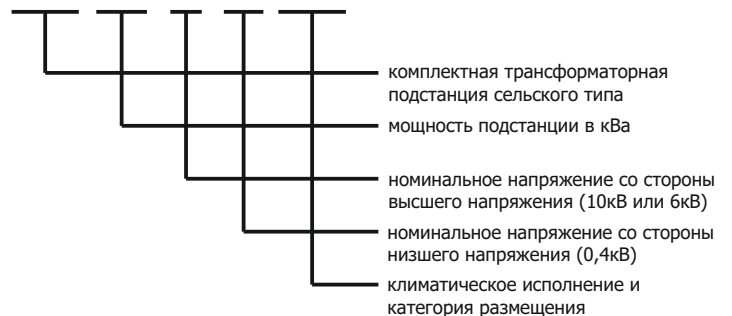 комплектная трансформаторная
подстанция сельского типа
мощность подстанции в кВа
номинальное напряжение со стороны
высшего напряжения (10кВ или 6кВ)
номинальное напряжение со стороны
низшего напряжения (0,4кВ)
климатическое исполнение и
категория размещения